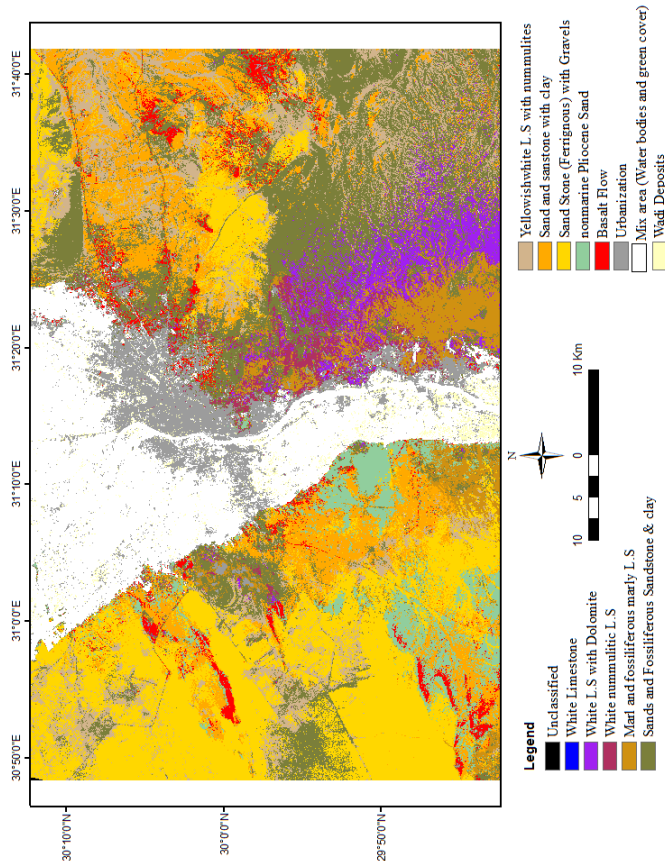 31°40'0"E
31°30'0"E
31°20'0"E
31°10'0"E
31°0'0"E
30°50'0"E
30°10'0"N
30°0'0"N
29°50'0"N
N
10
5
0
10 Km
Legend
Unclassified
White Limestone
White L.S with Dolomite
White nummulitic L.S
Marl and fossiliferous marly L.S
Sands and Fossiliferous Sandstone & clay
Yellowishwhite L.S with nummulites
Sand and sanstone with clay
Sand Stone (Ferrignous) with Gravels
nonmarine Pliocene Sand
Basalt Flow
Urbanization
Mix area (Water bodies and green cover)
Wadi Deposits